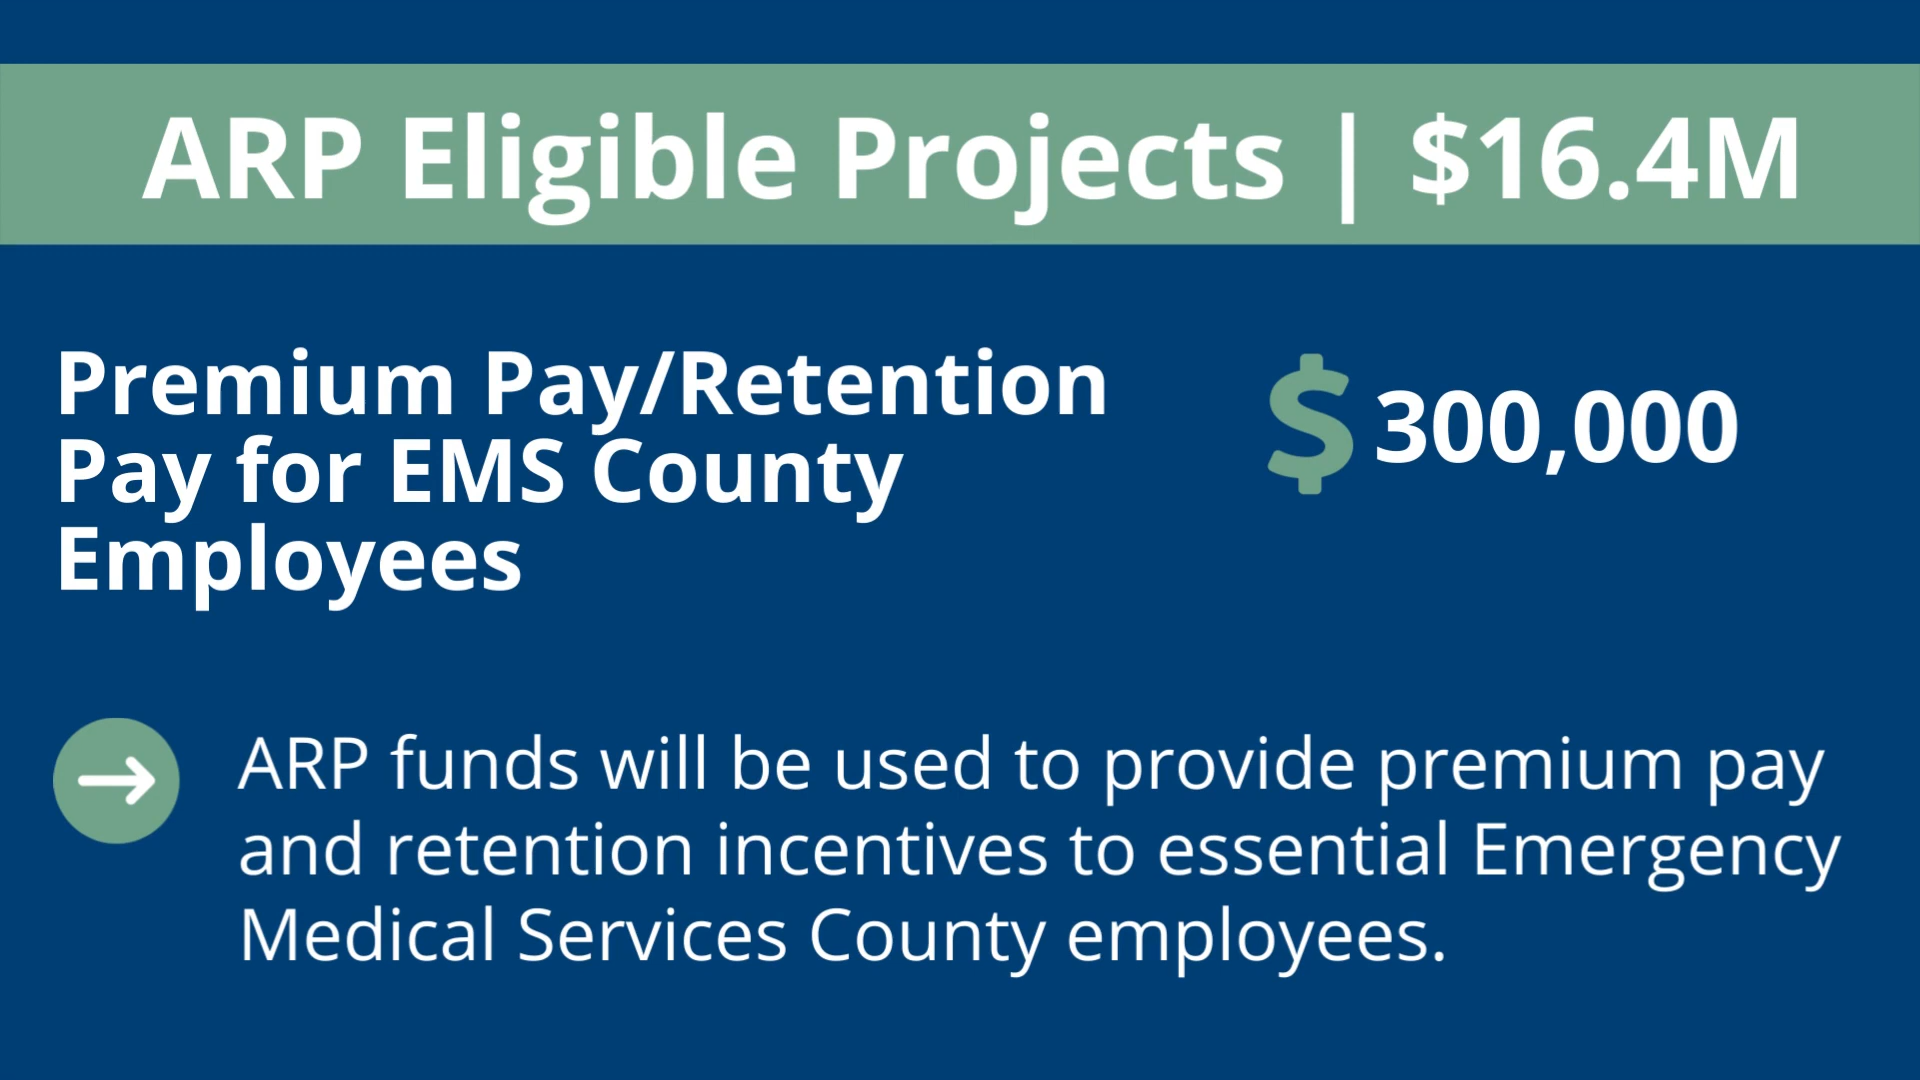 ARP Eligible Projects | $16.4M
Premium Pay/Retention
Pay for EMS County
Employees
$ 300,000
ARP funds will be used to provide premium pay
and retention incentives to essential Emergency
Medical Services County employees.